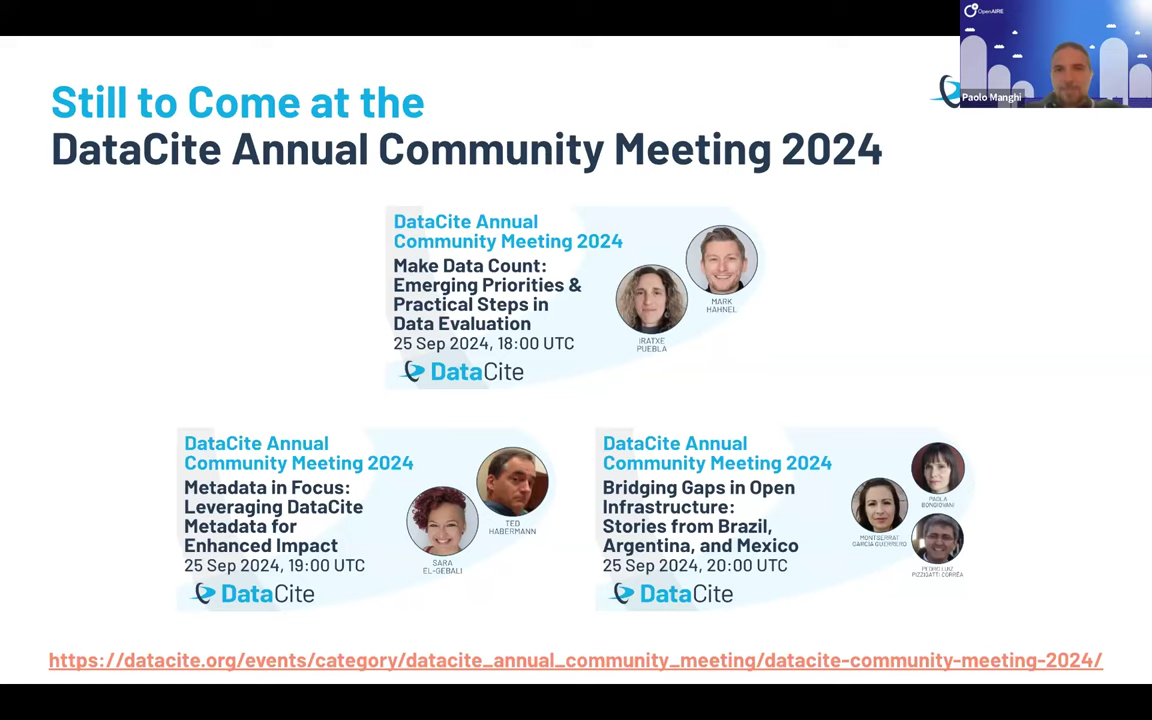 OpenAIRE
Paolo Manghi
Still to Come at the
DataCite Annual Community Meeting 2024
DataCite Annual
Community Meeting 2024
Make Data Count:
Emerging Priorities &
Practical Steps in
Data Evaluation
25 Sep 2024, 18:00 UTC
DataCite
IRATXE
PUEBLA
MARK
HAHNEL
DataCite Annual
Community Meeting 2024
Metadata in Focus:
Leveraging DataCite
Metadata for
Enhanced Impact
25 Sep 2024, 19:00 UTC
DataCite
SARA
EL-GEBALI
TED
HABERMANN
DataCite Annual
Community Meeting 2024
Bridging Gaps in Open
Infrastructure:
Stories from Brazil,
Argentina, and Mexico
25 Sep 2024, 20:00 UTC
DataCite
MONTSERRAT
GARCÍA GUERRERO
PAOLA
BONGIOVANI
PEDRO LUIZ
PIZZIGATTI CORRÊA
https://datacite.org/events/category/datacite_annual_community_meeting/datacite-community-meeting-2024/